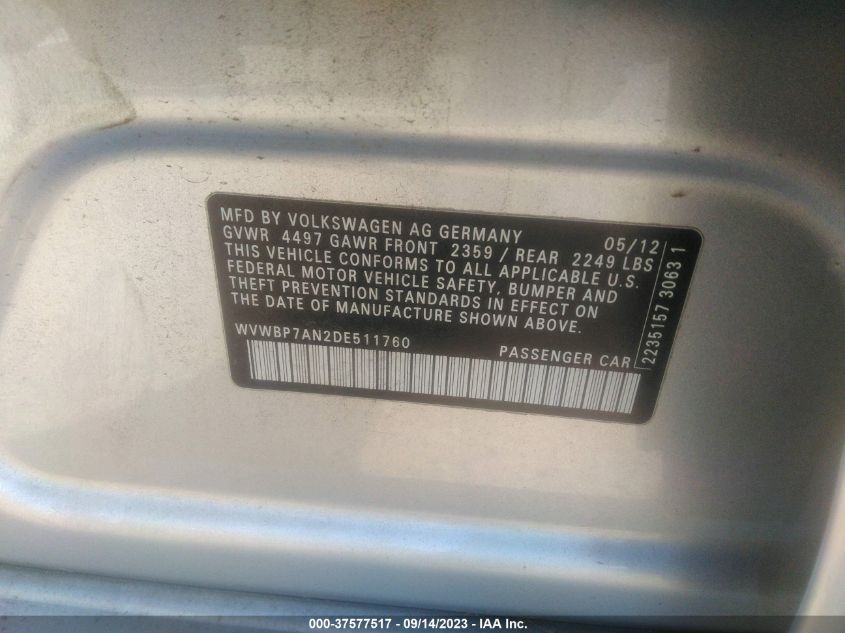 MFD BY VOLKSWAGEN AG GERMANY 05/12
GVWR 4497 GAWR FRONT 2359 / REAR 2249 LBS
THIS VEHICLE CONFORMS TO ALL APPLICABLE U.S.
FEDERAL MOTOR VEHICLE SAFETY, BUMPER AND
THEFT PREVENTION STANDARDS IN EFFECT ON
THE DATE OF MANUFACTURE SHOWN ABOVE.
WVWBP7AN2DE511760 PASSENGER CAR
2235157 3063 1
000-37577517 - 09/14/2023 - IAA Inc.